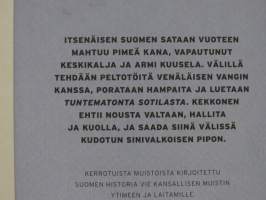 ITSENÄISEN SUOMEN SATAAN VUOTEEN
MAHTUU PIMEÄ KANA, VAPAUTUNUT
KESKIKALJA JA ARMI KUUSELA. VÄLILLÄ
TEHDÄÄN PELTOTÖITÄ VENÄLÄISEN VANGIN
KANSSA, PORATAAN HAMPAITA JA LUETAAN
TUNTEMATONTA SOTILASTA. KEKKONEN
EHTII NOUSTA VALTAAN, HALLITA
JA KUOLLA, JA SAADA SIINÄ VÄLISSÄ
KUDOTUN SINIVALKOISEN PIPON.
KERROTUISTA MUISTOISTA KIRJOITETTU
SUOMEN HISTORIA VIE KANSALLISEN MUISTIN
YTIMEEN JA LAITAMILLE.